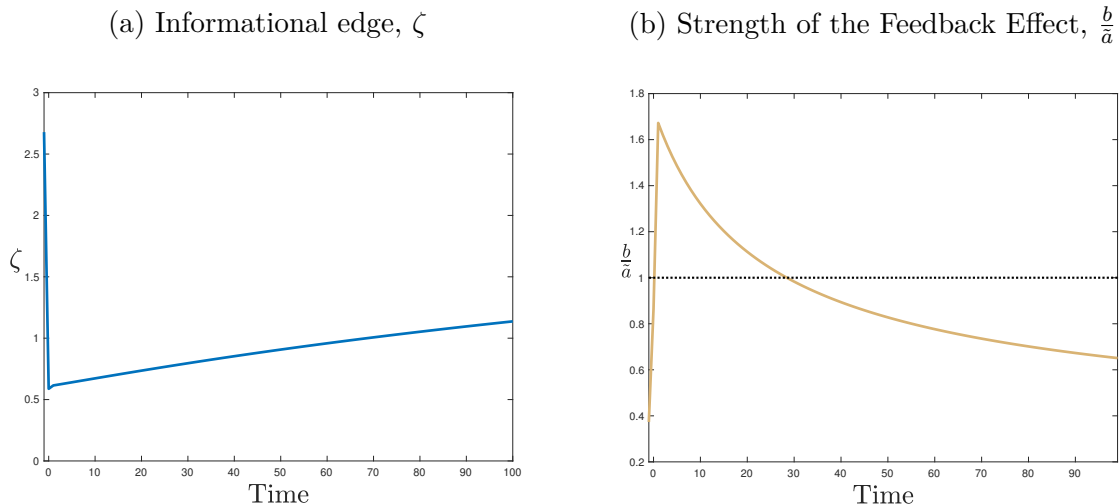 (a) Informational edge, ζ
3
2.5
2
1.5
1
0.5
0
ζ
0 10 20 30 40 50 60 70 80 90 100
Time
(b) Strength of the Feedback Effect, b/ã
1.8
1.6
1.4
1.2
1
0.8
0.6
0.4
0.2
b/ã
0 10 20 30 40 50 60 70 80 90
Time